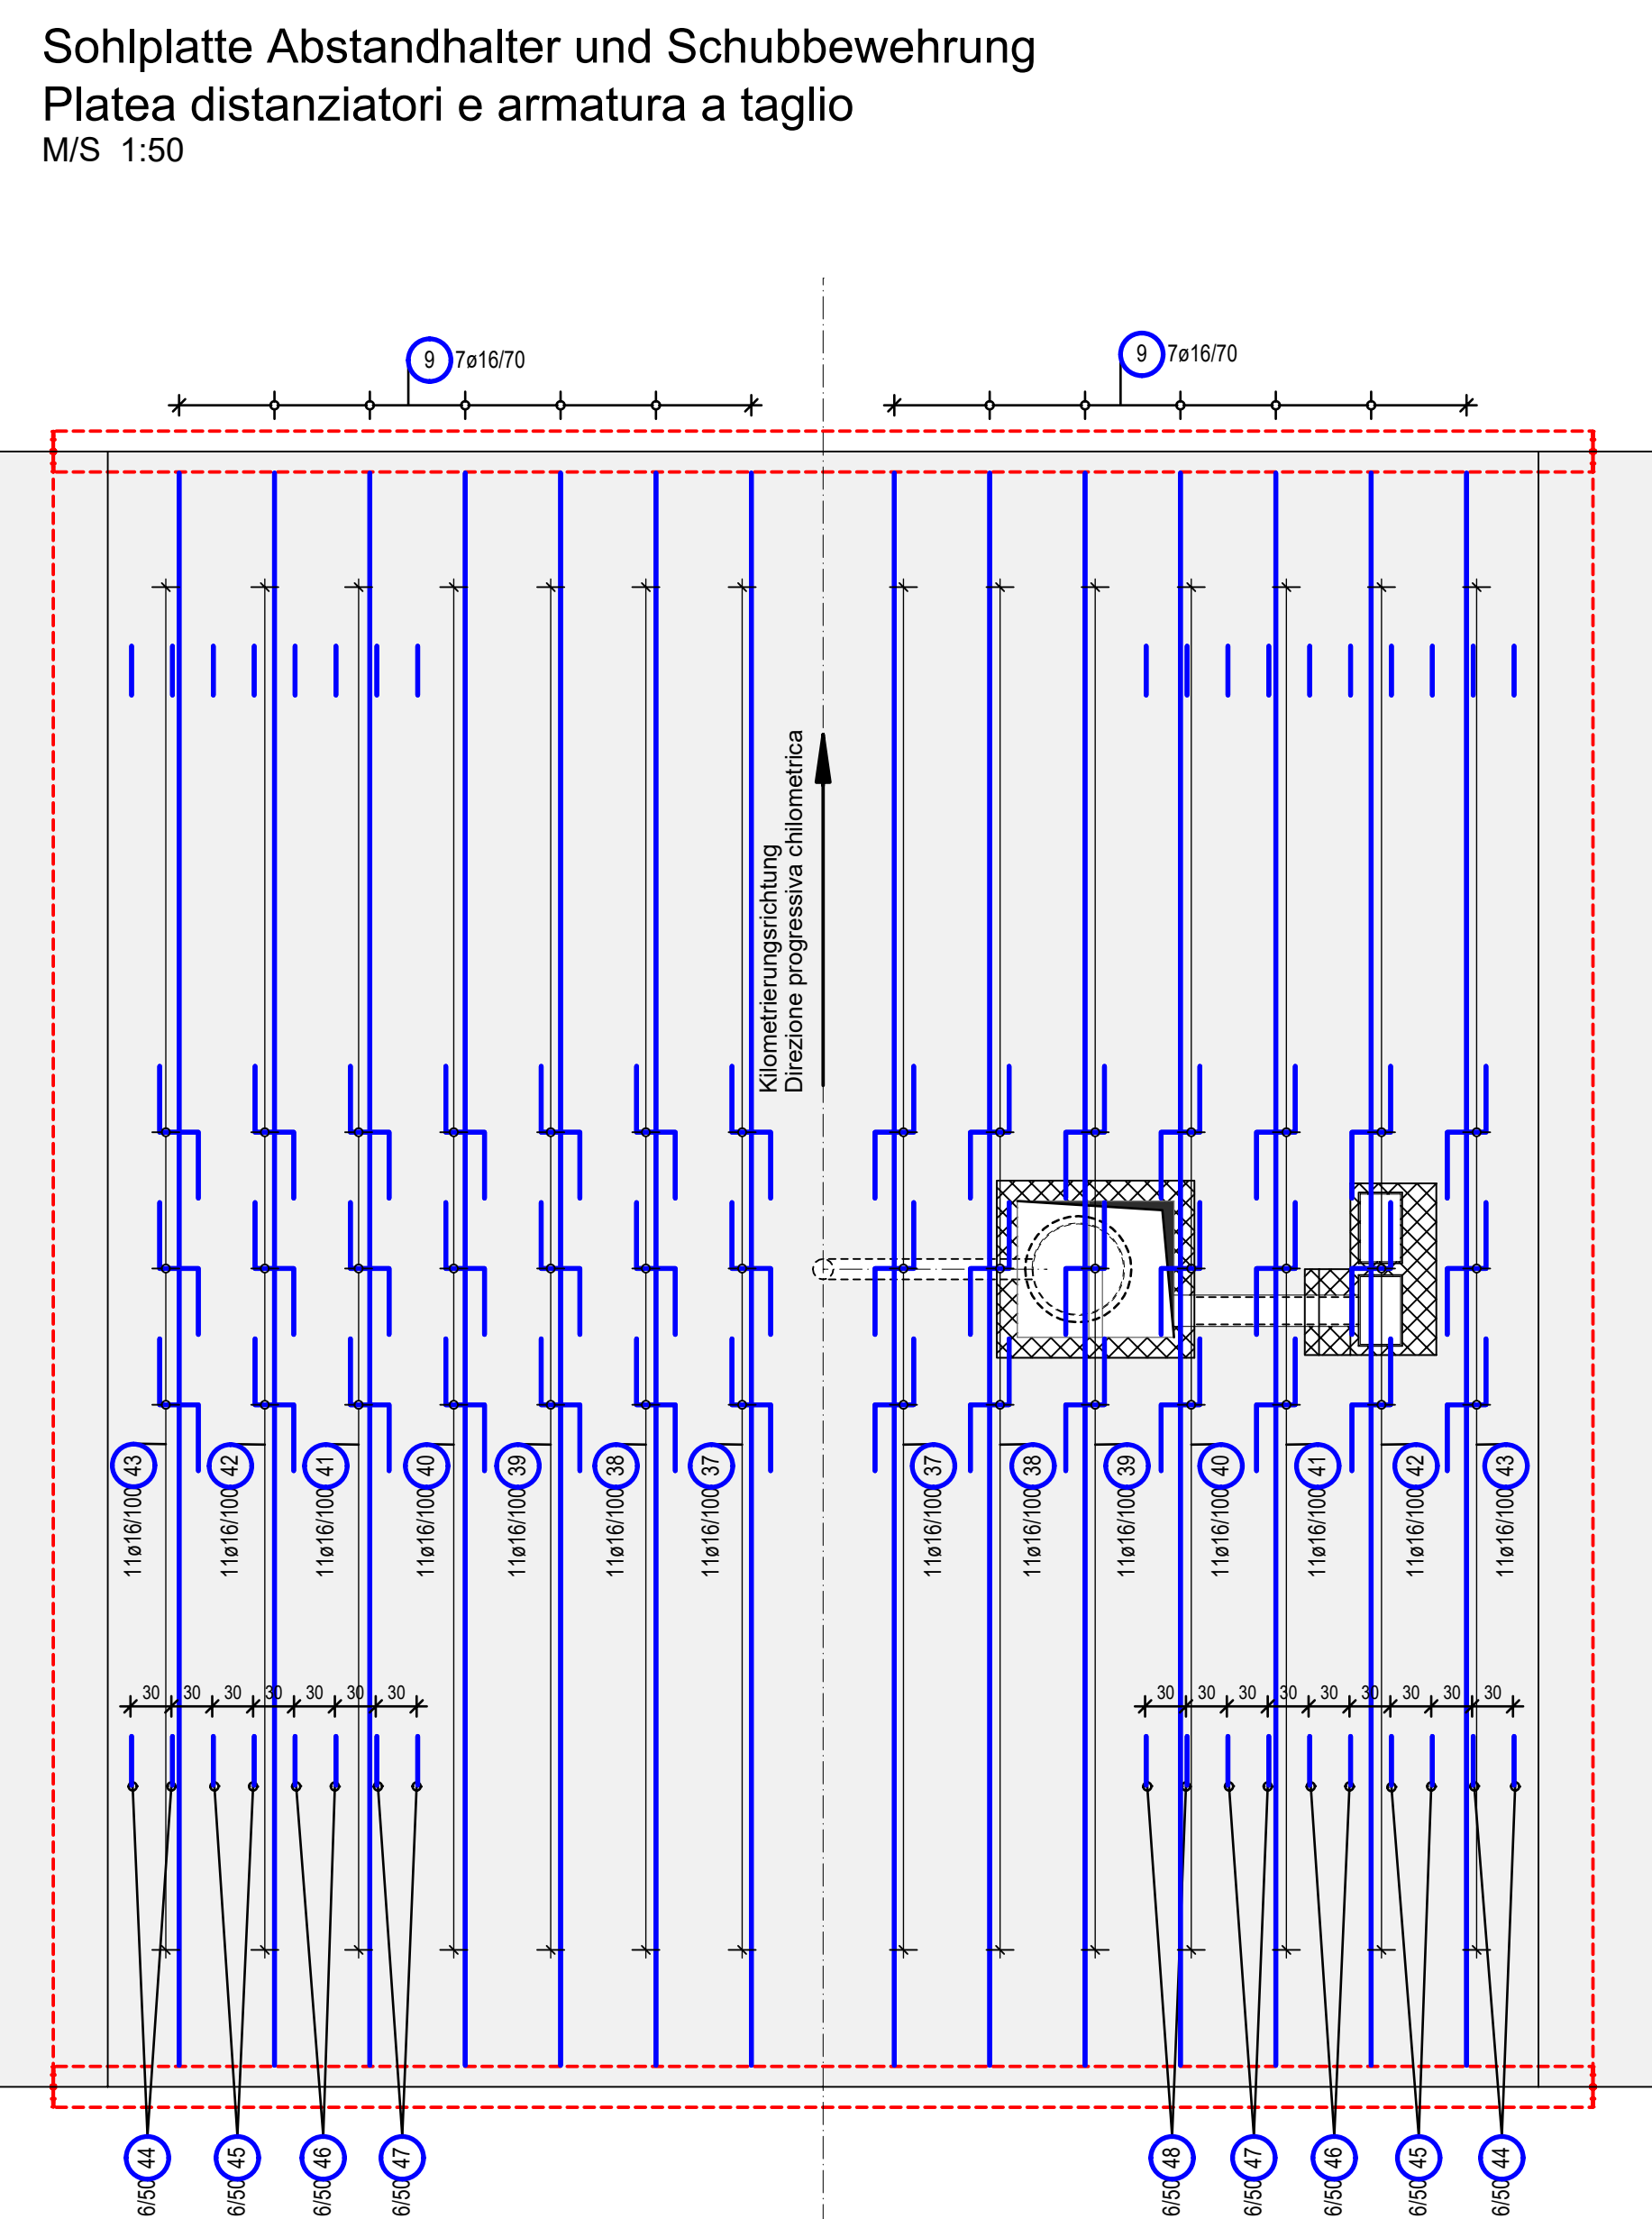 Sohlplatte Abstandhalter und Schubbewehrung
Platea distanziatori e armatura a taglio
M/S 1:50
9 7ø16/70
9 7ø16/70
Kilometrierungsrichtung
Direzione progressiva chilometrica
43 11ø16/100
42 11ø16/100
41 11ø16/100
40 11ø16/100
39 11ø16/100
38 11ø16/100
37 11ø16/100
37 11ø16/100
38 11ø16/100
39 11ø16/100
40 11ø16/100
41 11ø16/100
42 11ø16/100
43 11ø16/100
30 30 30 30 30 30 30
30 30 30 30 30 30 30 30 30
44 6/50
45 6/50
46 6/50
47 6/50
48 6/50
47 6/50
46 6/50
45 6/50
44 6/50